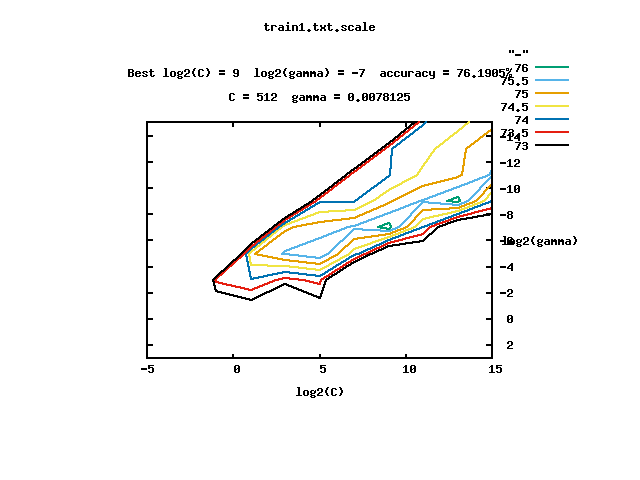 train1.txt.scale
"-"
Best log2(C) = 9  log2(gamma) = -7  accuracy = 76.1905%
76
75.5
75
C = 512  gamma = 0.0078125
74.5
74
73.5
73
-14
-12
-10
-8
-6
log2(gamma)
-4
-2
0
2
-5 0 5 10 15
log2(C)